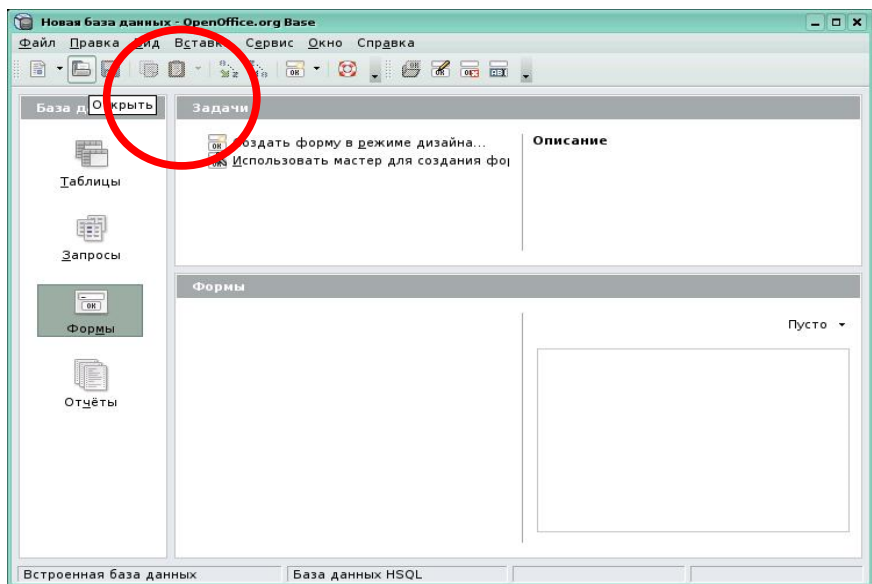 Новая база данных - OpenOffice.org Base
Файл Правка Вид Вставка Сервис Окно Справка
Открыть
База д
Задачи
Создать форму в режиме дизайна...
Использовать мастер для создания фор
Описание
Таблицы
Запросы
Формы
Отчёты
Формы
Пусто
Встроенная база данных
База данных HSQL